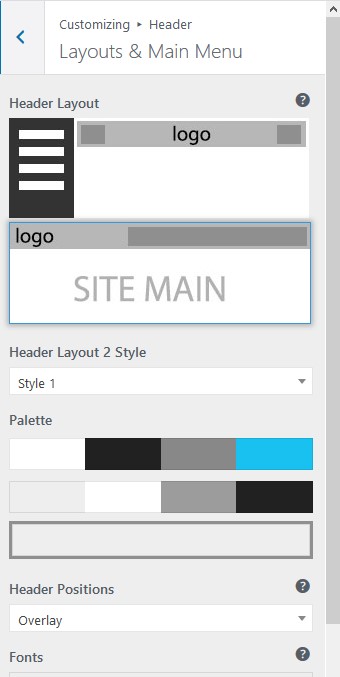 Customizing ▸ Header
Layouts & Main Menu
Header Layout
logo
logo
SITE MAIN
Header Layout 2 Style
Style 1
Palette
Header Positions
Overlay
Fonts